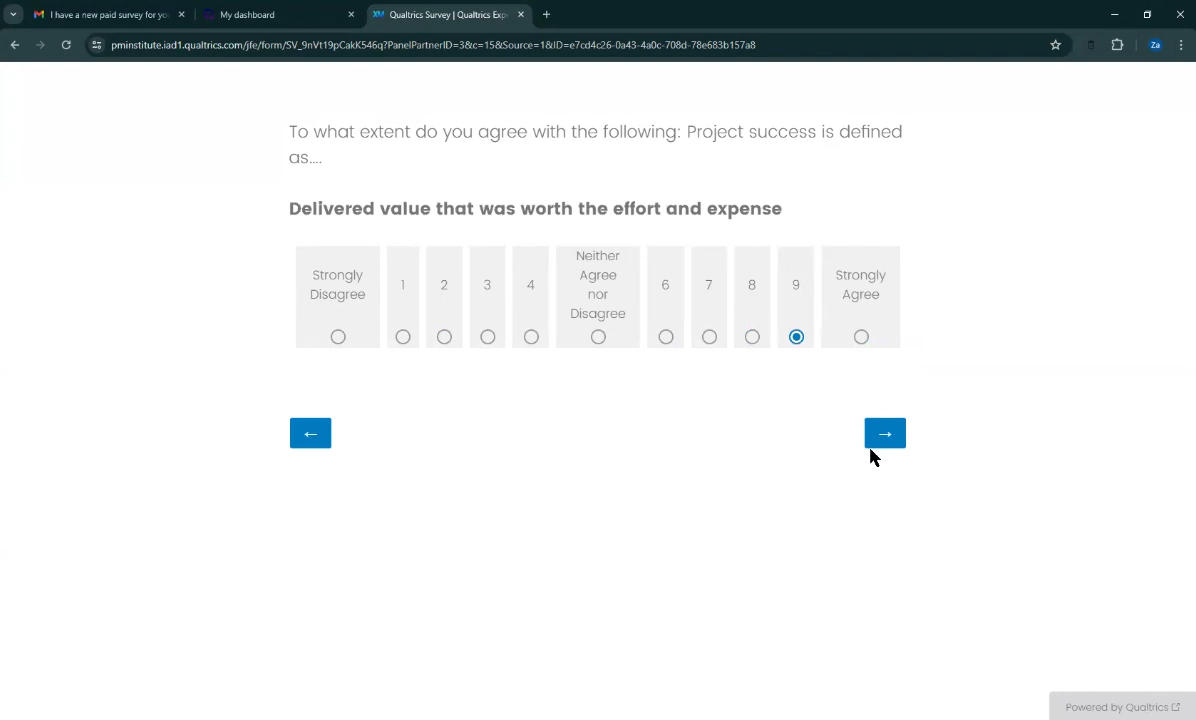 I have a new paid survey for yo
My dashboard
Qualtrics Survey | Qualtrics Exp
pminstitute.iad1.qualtrics.com/jfe/form/SV_9nVt19pCakK546q?PanelPartnerID=3&c=15&Source=1&ID=e7cd4c26-0a43-4a0c-708d-78e683b157a8
Za
To what extent do you agree with the following: Project success is defined
as....
Delivered value that was worth the effort and expense
Strongly
Disagree
1
2
3
4
Neither
Agree
nor
Disagree
6
7
8
9
Strongly
Agree
←
→
Powered by Qualtrics